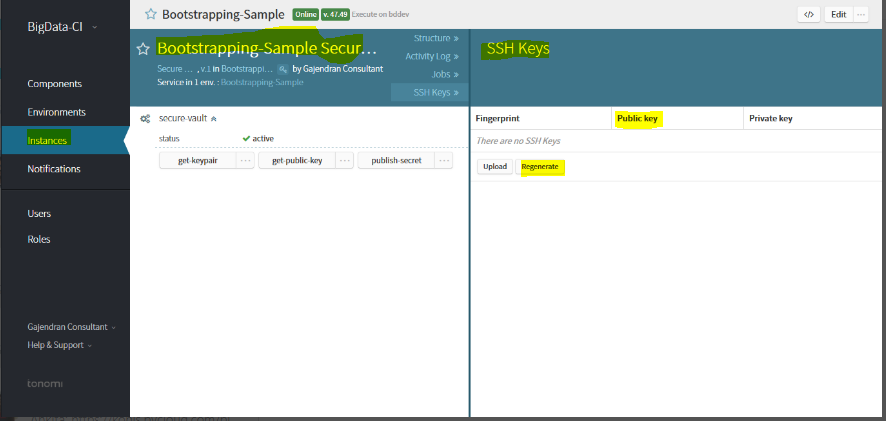 BigData-CI
Components
Environments
Instances
Notifications
Users
Roles
Gajendran Consultant
Help & Support
tonomi
Bootstrapping-Sample Online v. 47.49 Execute on bddev
</> Edit ...
Bootstrapping-Sample Secur...
Secure ... , v.1 in Bootstrappi... by Gajendran Consultant
Service in 1 env. : Bootstrapping-Sample
Structure »
Activity Log »
Jobs »
SSH Keys »
secure-vault
status active
get-keypair ... get-public-key ... publish-secret ...
SSH Keys
Fingerprint Public key Private key
There are no SSH Keys
Upload Regenerate